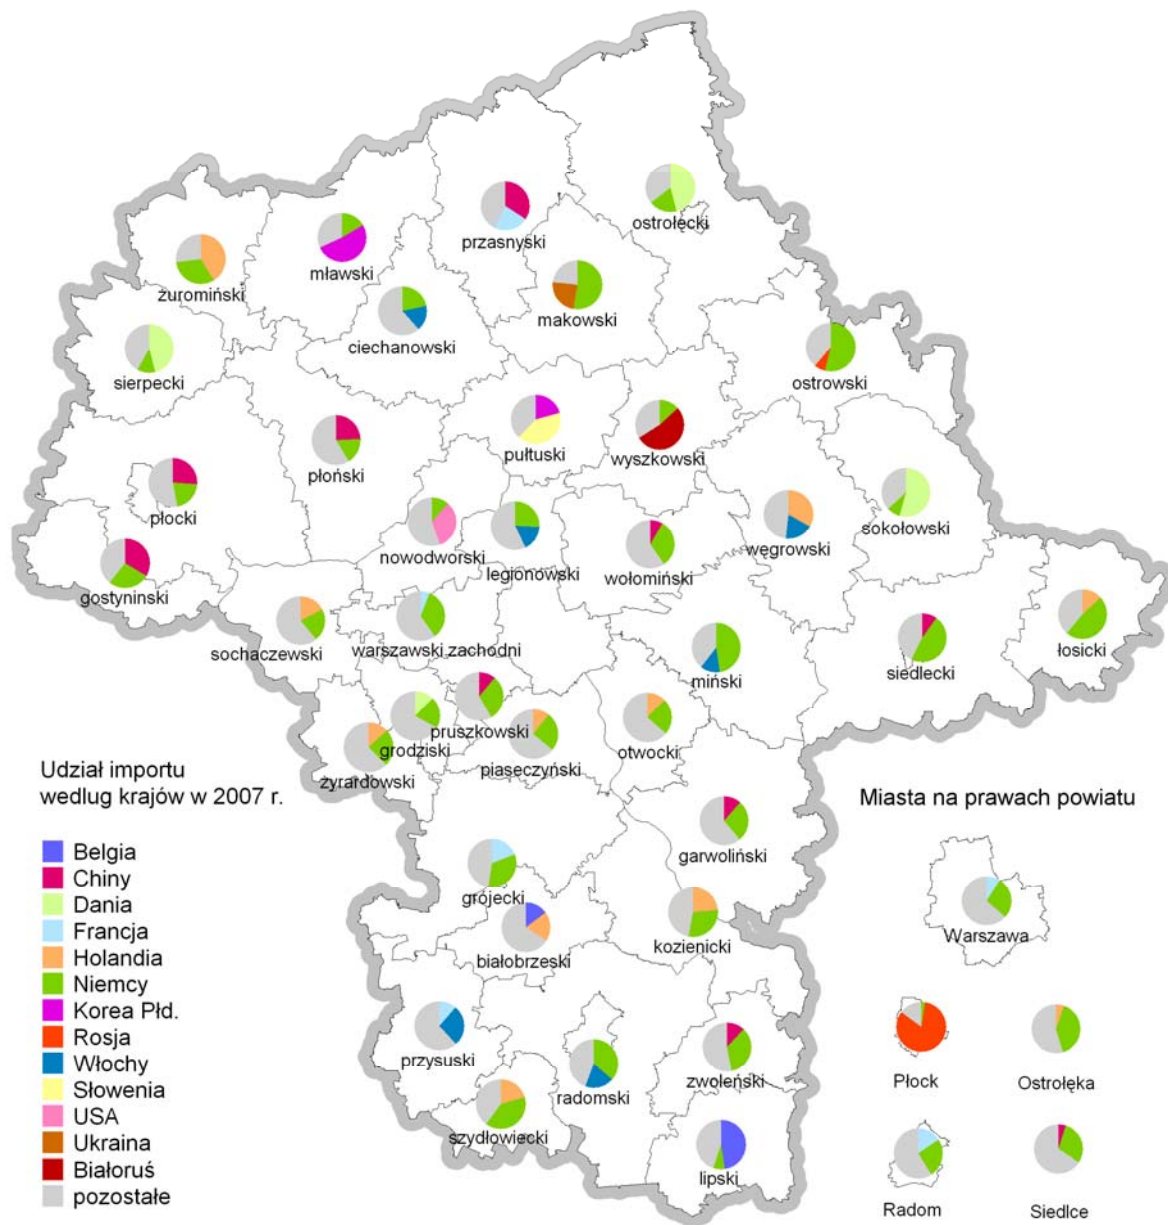 ostrołęcki
przasnyski
mławski
żuromiński
makowski
ciechanowski
sierpecki
ostrowski
pułtuski
wyszkowski
płoński
płocki
sokołowski
nowodworski
legionowski
wołomiński
węgrowski
gostyninski
sochaczewski
warszawski zachodni
miński
siedlecki
łosicki
pruszkowski
grodziski
piaseczyński
otwocki
żyrardowski
garwoliński
grójecki
kozienicki
białobrzeski
przysuski
radomski
zwoleński
szydłowiecki
lipski
Udział importu
wedlug krajów w 2007 r.
Belgia
Chiny
Dania
Francja
Holandia
Niemcy
Korea Płd.
Rosja
Włochy
Słowenia
USA
Ukraina
Białoruś
pozostałe
Miasta na prawach powiatu
Warszawa
Płock
Ostrołęka
Radom
Siedlce